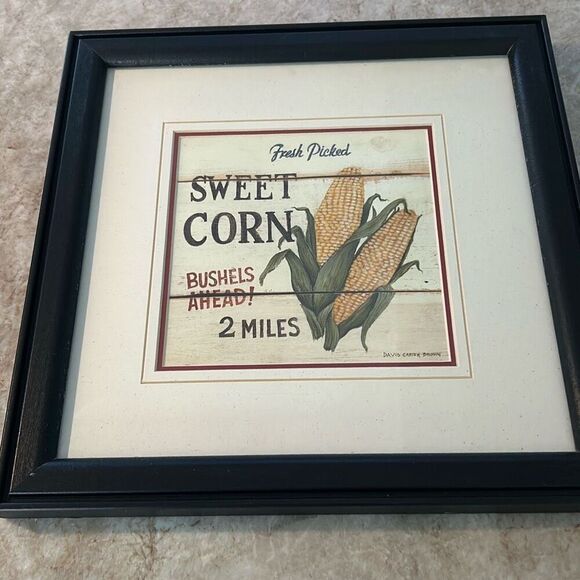 Fresh Picked
SWEET
CORN
BUSHELS
AHEAD!
2 MILES
DAVID CARTER BROWN